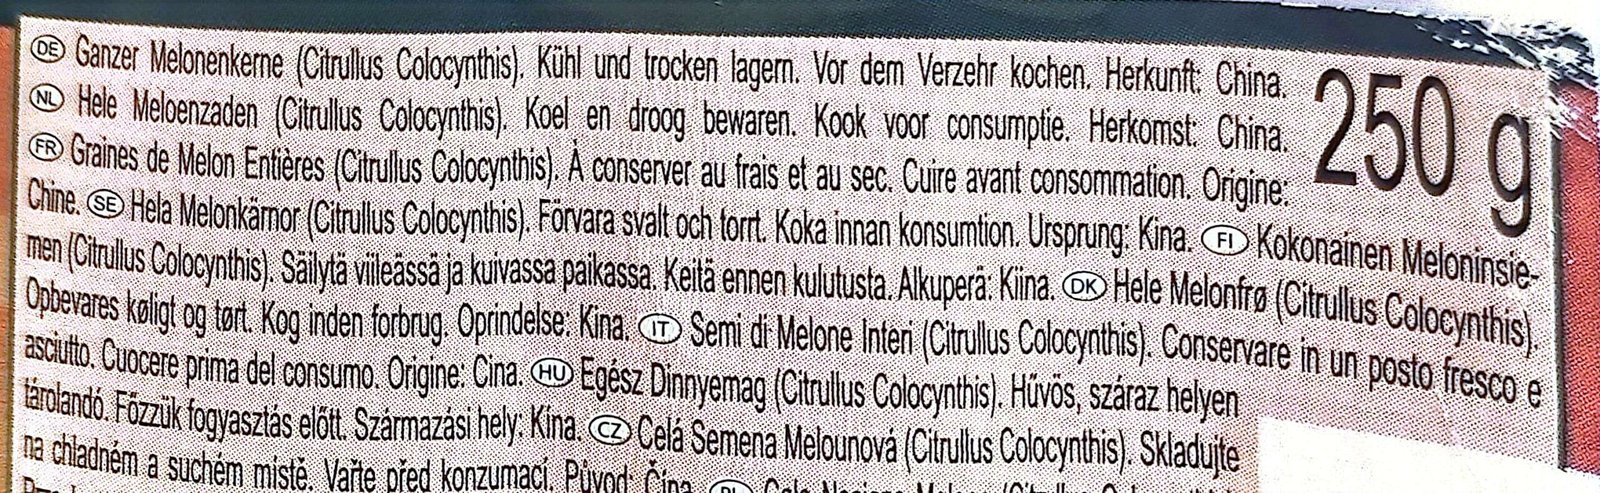 DE Ganzer Melonenkerne (Citrullus Colocynthis). Kühl und trocken lagern. Vor dem Verzehr kochen. Herkunft: China.
250 g
NL Hele Meloenzaden (Citrullus Colocynthis). Koel en droog bewaren. Kook voor consumptie. Herkomst: China.
FR Graines de Melon Entières (Citrullus Colocynthis). À conserver au frais et au sec. Cuire avant consommation. Origine:
Chine. SE Hela Melonkärnor (Citrullus Colocynthis). Förvara svalt och torrt. Koka innan konsumtion. Ursprung: Kina. FI Kokonainen Meloninsie-
men (Citrullus Colocynthis). Säilytä viileässä ja kuivassa paikassa. Keitä ennen kulutusta. Alkuperä: Kiina. DK Hele Melonfrø (Citrullus Colocynthis).
Opbevares køligt og tørt. Kog inden forbrug. Oprindelse: Kina. IT Semi di Melone Interi (Citrullus Colocynthis). Conservare in un posto fresco e
asciutto. Cuocere prima del consumo. Origine: Cina. HU Egész Dinnyemag (Citrullus Colocynthis). Hűvös, száraz helyen
tárolandó. Főzzük fogyasztás előtt. Származási hely: Kina. CZ Celá Semena Melounová (Citrullus Colocynthis). Skladujte
na chladném a suchém místě. Vařte před konzumací. Původ: Čína.